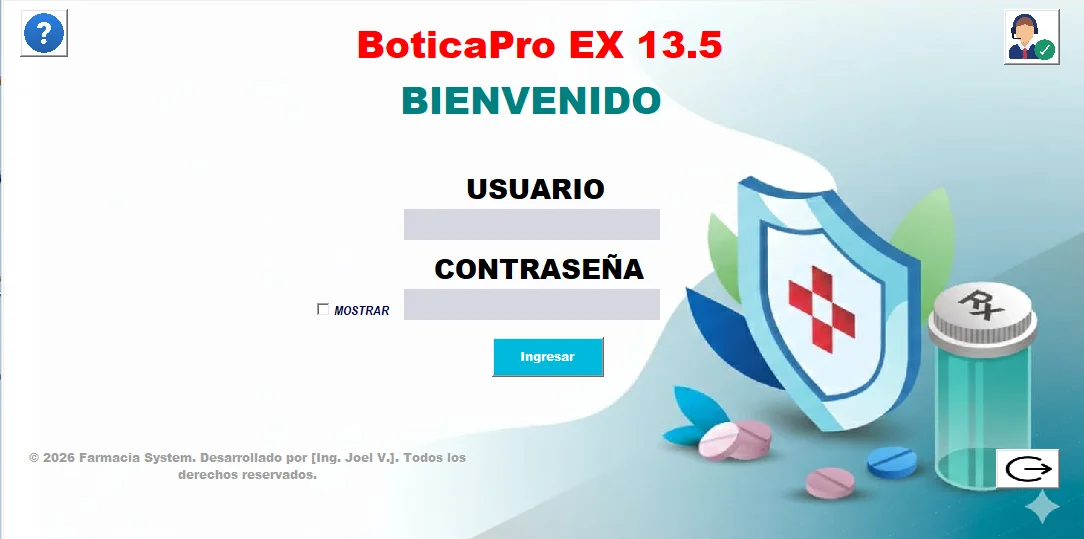 ?
BoticaPro EX 13.5
BIENVENIDO
USUARIO
CONTRASEÑA
MOSTRAR
Ingresar
RX
© 2026 Farmacia System. Desarrollado por [Ing. Joel V.]. Todos los
derechos reservados.